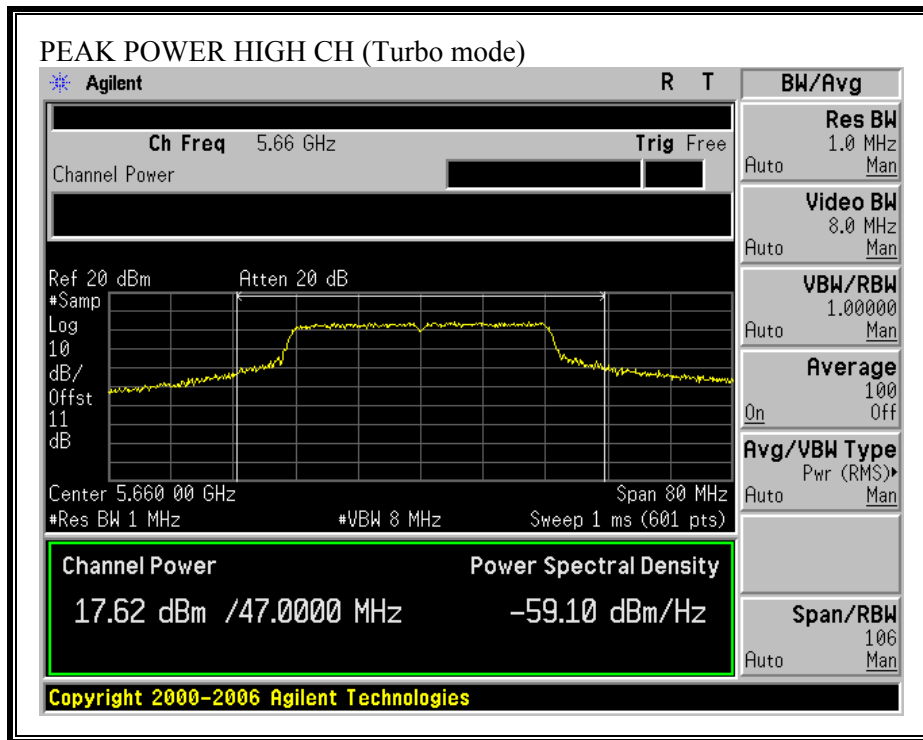 PEAK POWER HIGH CH (Turbo mode)
Agilent R T
Ch Freq 5.66 GHz Trig Free
Channel Power
Ref 20 dBm Atten 20 dB
#Samp
Log
10
dB/
Offst
11
dB
Center 5.660 00 GHz Span 80 MHz
#Res BW 1 MHz #VBW 8 MHz Sweep 1 ms (601 pts)
Channel Power Power Spectral Density
17.62 dBm /47.0000 MHz -59.10 dBm/Hz
Copyright 2000-2006 Agilent Technologies
BW/Avg
Res BW
1.0 MHz
Auto Man
Video BW
8.0 MHz
Auto Man
VBW/RBW
1.00000
Auto Man
Average
100
On Off
Avg/VBW Type
Pwr (RMS)
Auto Man
Span/RBW
106
Auto Man